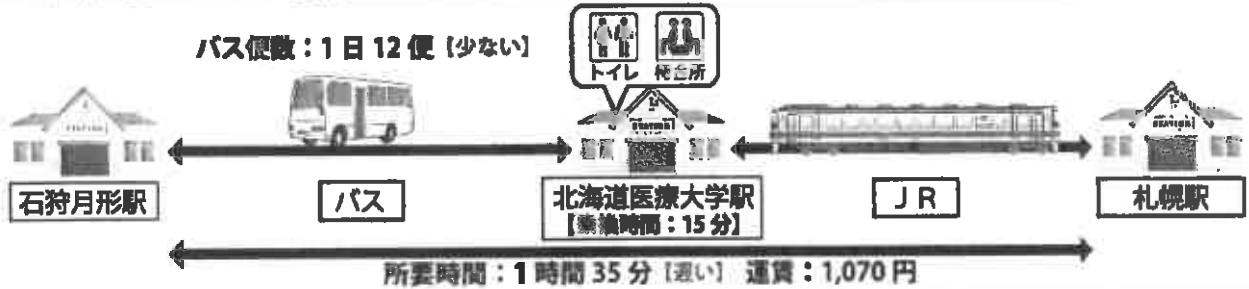 バス便数：1日12便【少ない】
トイレ 待合所
STATION
STATION
STATION
石狩月形駅
バス
北海道医療大学駅
【乗換時間：15分】
ＪＲ
札幌駅
所要時間：1時間35分【遅い】 運賃：1,070円